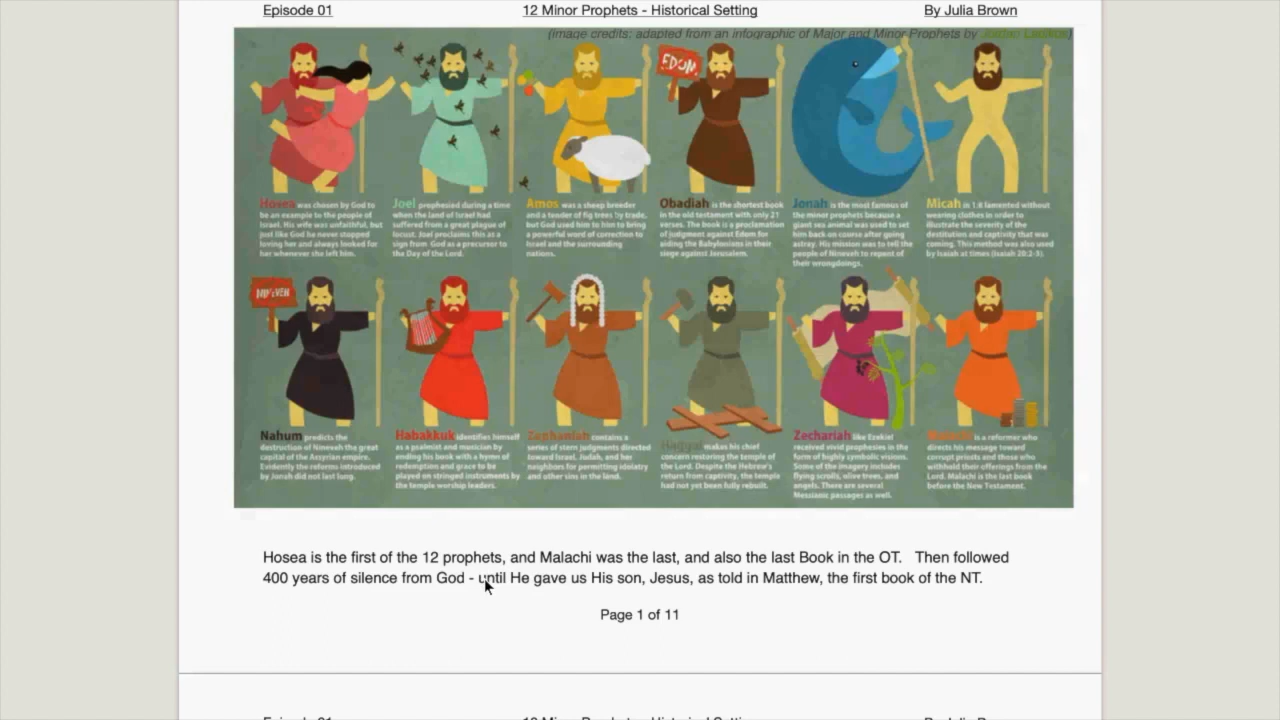 Episode 01
12 Minor Prophets - Historical Setting
By Julia Brown
(image credits: adapted from an infographic of Major and Minor Prophets by
EDOM
Hosea was chosen by God to
be an example to the people of
Israel. His wife was unfaithful, but
just like God he never stopped
loving her and always looked for
her whenever she left him.
Joel prophesied during a time
when the land of Israel had
suffered from a great plague of
locust. Joel proclaims this as a
sign from God as a precursor to
the Day of the Lord.
Amos was a sheep breeder
and a tender of fig trees by trade,
but God used him to him to bring
a powerful word of correction to
Israel and the surrounding
nations.
Obadiah is the shortest book
in the old testament with only 21
verses. The book is a proclamation
of judgment against Edom for
aiding the Babylonians in their
siege against Jerusalem.
Jonah is the most famous of
the minor prophets because a
giant sea animal was used to set
him back on course after going
astray. His mission was to tell the
people of Nineveh to repent of
their wrongdoings.
Micah in 1:8 lamented without
wearing clothes in order to
illustrate the severity of the
destitution and captivity that was
coming. This method was also used
by Isaiah at times (Isaiah 20:2-3).
NINEVEH
Nahum predicts the
destruction of Nineveh the great
capital of the Assyrian empire.
Evidently the reforms introduced
by Jonah did not last long.
Habakkuk identifies himself
as a psalmist and musician by
ending his book with a hymn of
redemption and grace to be
played on stringed instruments by
the temple worship leaders.
Zephaniah contains a
series of stern judgments directed
toward Israel, Judah, and her
neighbors for permitting idolatry
and other sins in the land.
Haggai makes his chief
concern restoring the temple of
the Lord. Despite the Hebrew's
return from captivity, the temple
had not yet been fully rebuilt.
Zechariah like Ezekiel
received vivid prophesies in the
form of highly symbolic visions.
Some of the imagery includes
flying scrolls, olive trees, and
angels. There are several
Messianic passages as well.
Malachi is a reformer who
directs his message toward
corrupt priests and those who
withhold their offerings from the
Lord. Malachi is the last book
before the New Testament.
Hosea is the first of the 12 prophets, and Malachi was the last, and also the last Book in the OT. Then followed
400 years of silence from God - until He gave us His son, Jesus, as told in Matthew, the first book of the NT.
Page 1 of 11